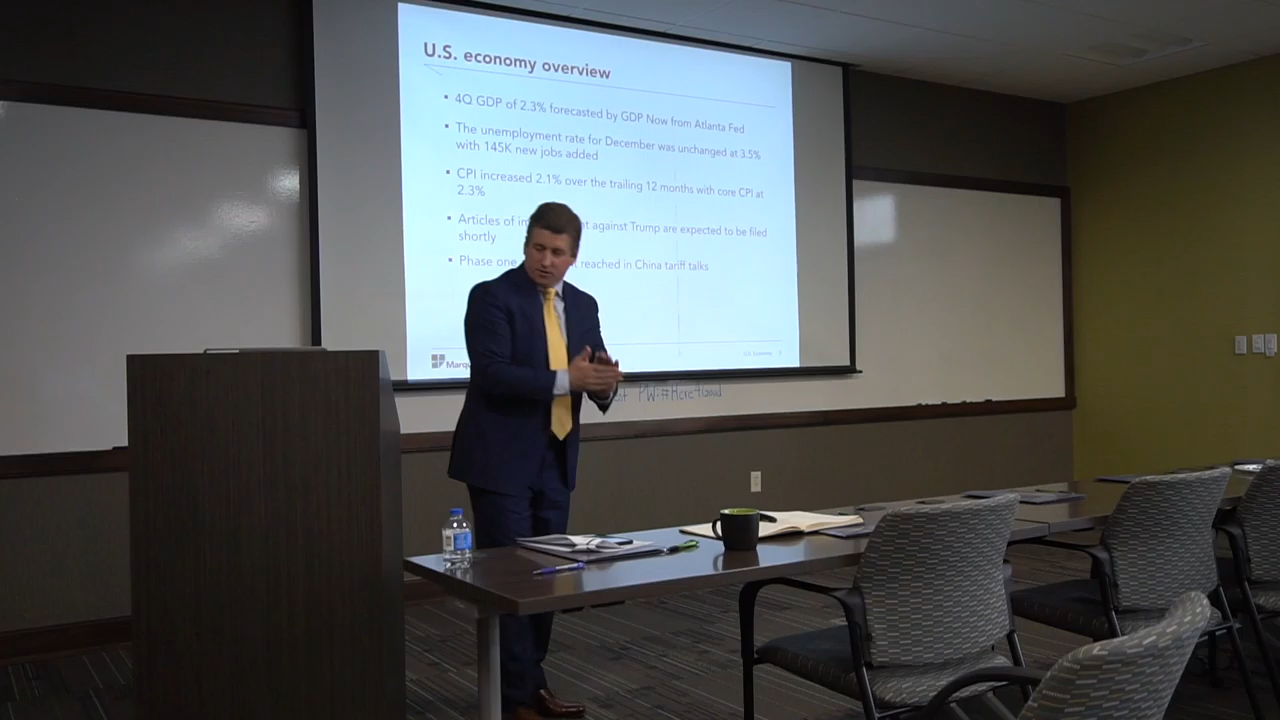 U.S. economy overview
▪ 4Q GDP of 2.3% forecasted by GDP Now from Atlanta Fed
▪ The unemployment rate for December was unchanged at 3.5%
with 145K new jobs added
▪ CPI increased 2.1% over the trailing 12 months with core CPI at
2.3%
▪ Articles of against Trump are expected to be filed
shortly
▪ Phase one reached in China tariff talks
U.S. Economy
PW:#Here4Good